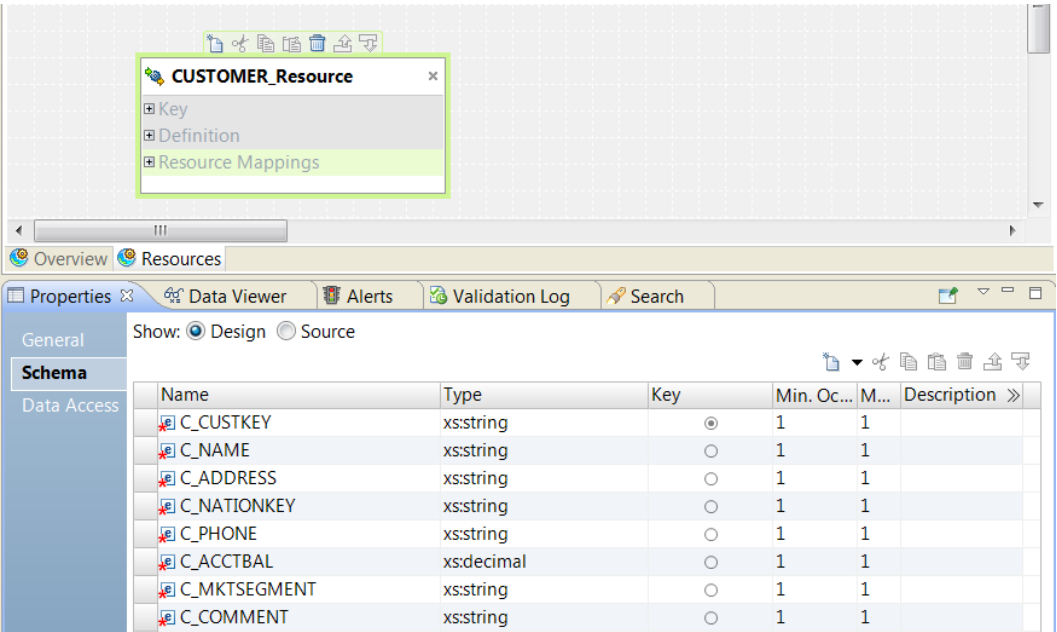 CUSTOMER_Resource
Key
Definition
Resource Mappings
Overview Resources
Properties Data Viewer Alerts Validation Log Search
General
Schema
Data Access
Show: Design Source
Name Type Key Min. Oc... M... Description
C_CUSTKEY xs:string 1 1
C_NAME xs:string 1 1
C_ADDRESS xs:string 1 1
C_NATIONKEY xs:string 1 1
C_PHONE xs:string 1 1
C_ACCTBAL xs:decimal 1 1
C_MKTSEGMENT xs:string 1 1
C_COMMENT xs:string 1 1